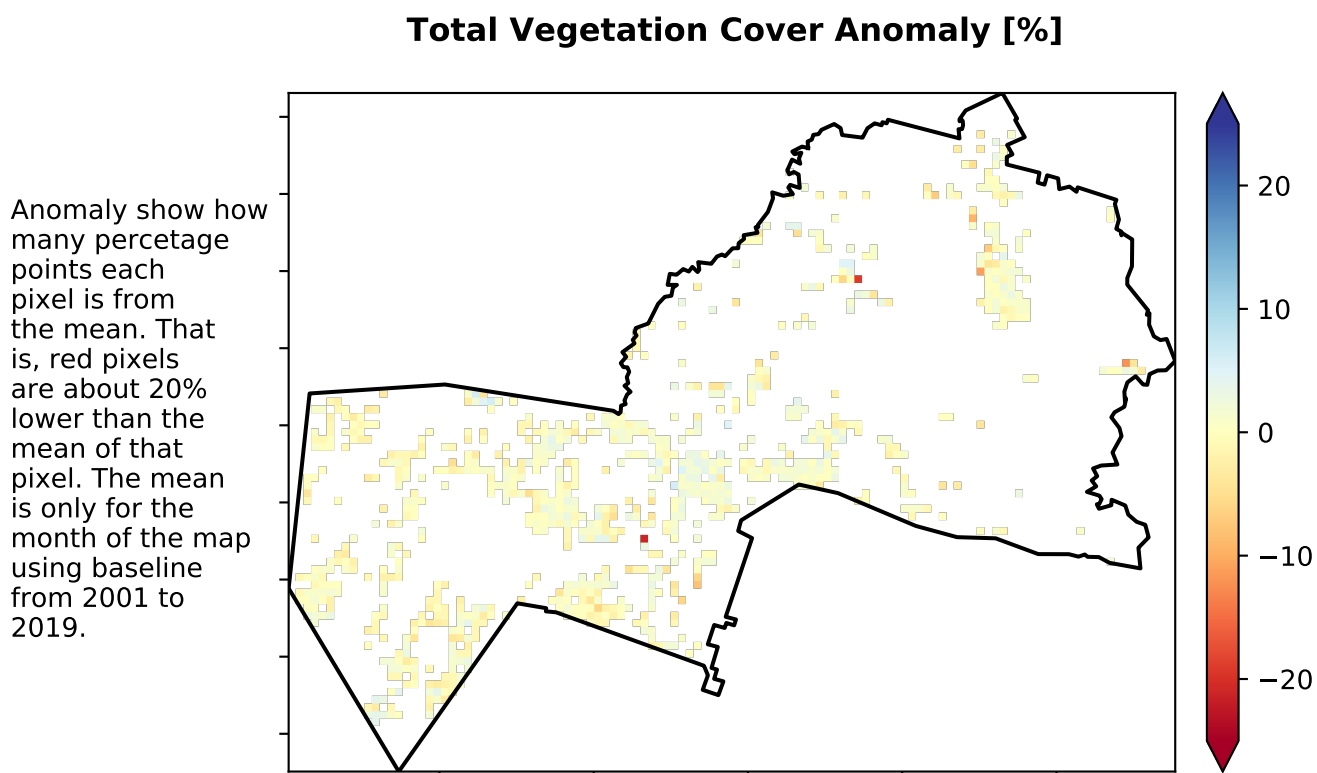 Total Vegetation Cover Anomaly [%]
Anomaly show how
many percetage
points each
pixel is from
the mean. That
is, red pixels
are about 20%
lower than the
mean of that
pixel. The mean
is only for the
month of the map
using baseline
from 2001 to
2019.
20
10
0
−10
−20